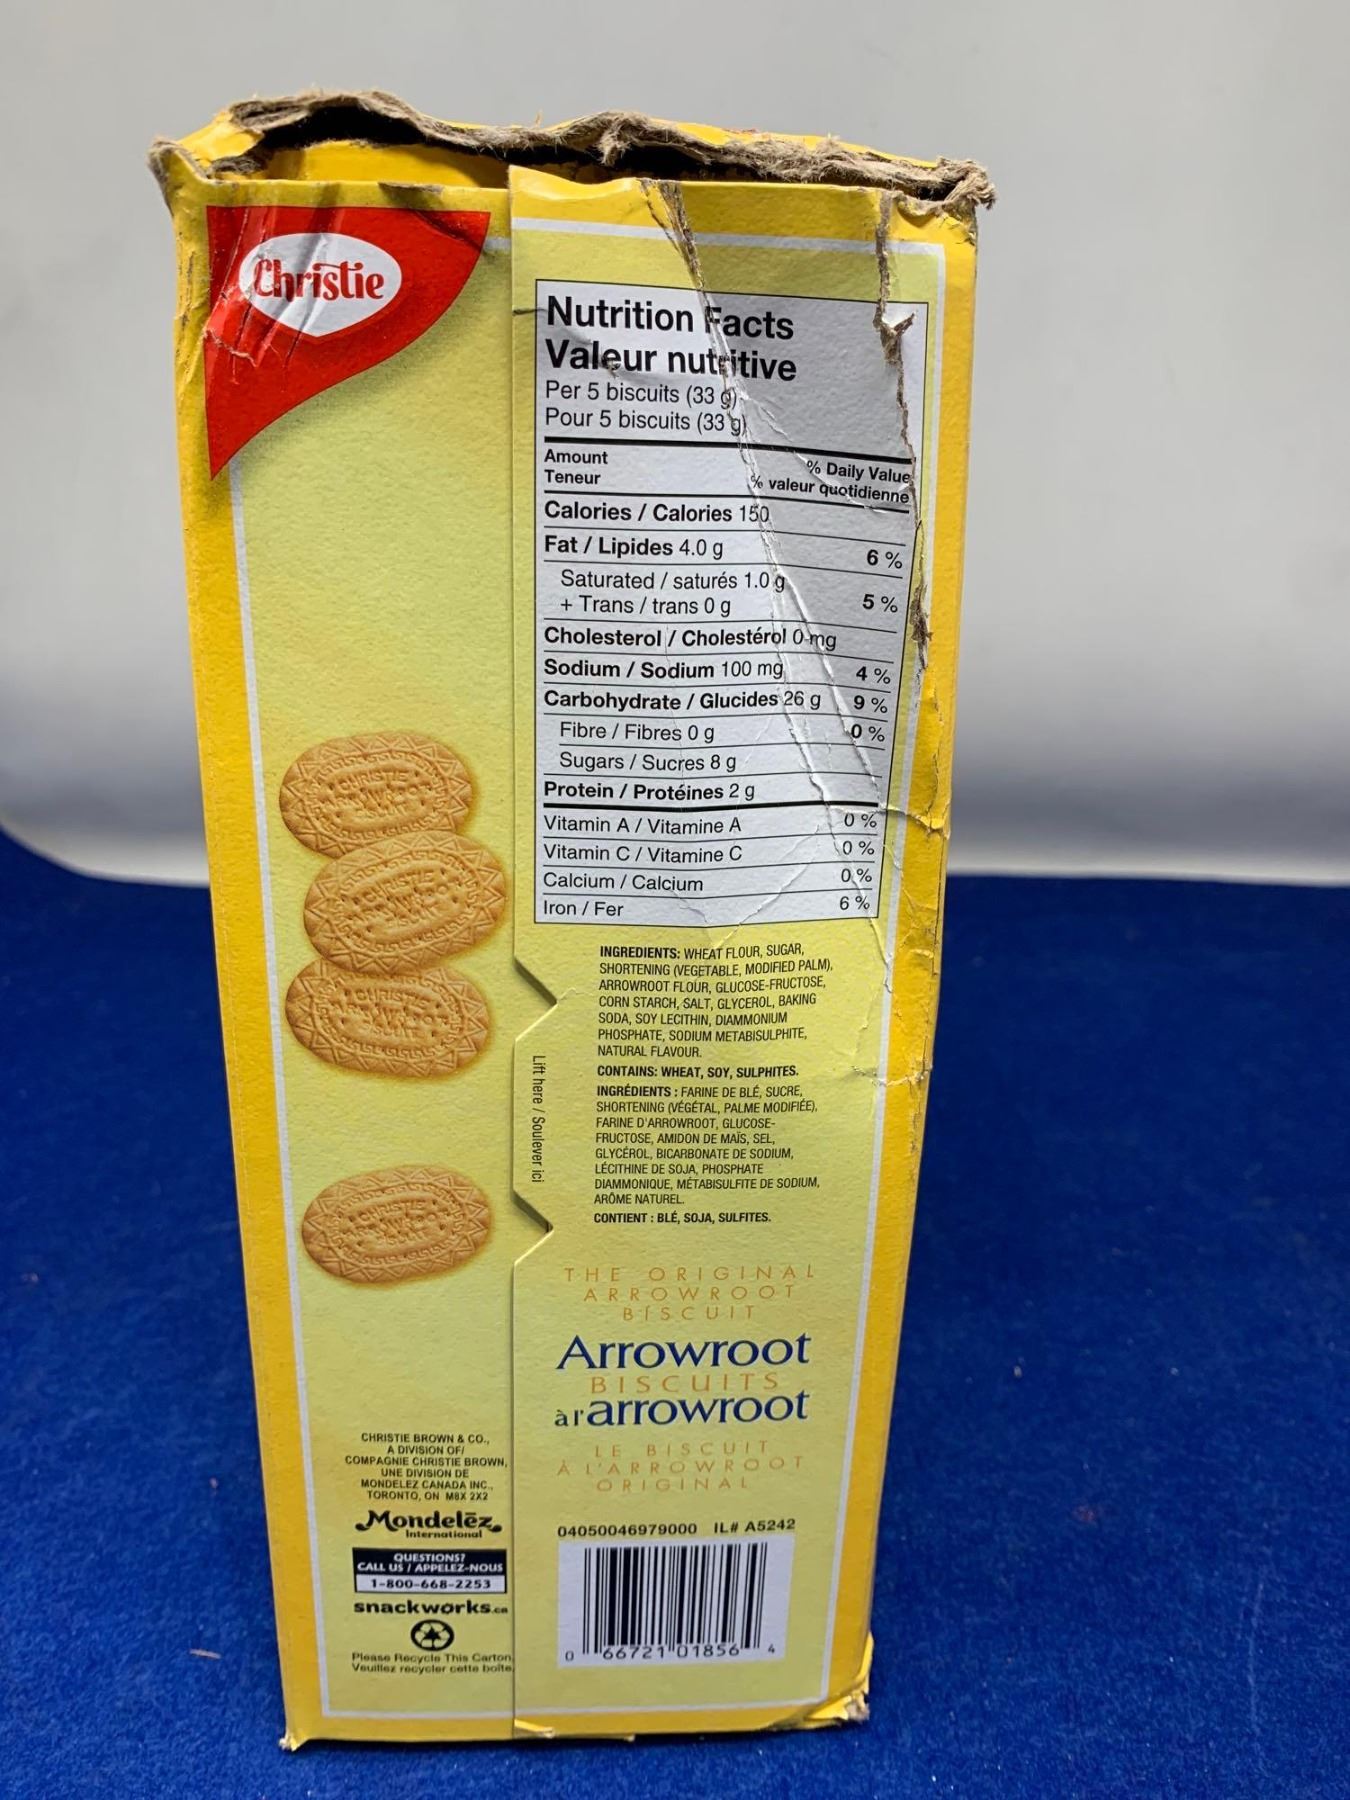 Christie
Nutrition Facts
Valeur nutritive
Per 5 biscuits (33 g)
Pour 5 biscuits (33 g)
Amount % Daily Value
Teneur % valeur quotidienne
Calories / Calories 150
Fat / Lipides 4.0 g 6 %
Saturated / saturés 1.0 g
+ Trans / trans 0 g 5 %
Cholesterol / Cholestérol 0 mg
Sodium / Sodium 100 mg 4 %
Carbohydrate / Glucides 26 g 9 %
Fibre / Fibres 0 g 0 %
Sugars / Sucres 8 g
Protein / Protéines 2 g
Vitamin A / Vitamine A 0 %
Vitamin C / Vitamine C 0 %
Calcium / Calcium 0 %
Iron / Fer 6 %
INGREDIENTS: WHEAT FLOUR, SUGAR,
SHORTENING (VEGETABLE, MODIFIED PALM),
ARROWROOT FLOUR, GLUCOSE-FRUCTOSE,
CORN STARCH, SALT, GLYCEROL, BAKING
SODA, SOY LECITHIN, DIAMMONIUM
PHOSPHATE, SODIUM METABISULPHITE,
NATURAL FLAVOUR.
CONTAINS: WHEAT, SOY, SULPHITES.
INGRÉDIENTS : FARINE DE BLÉ, SUCRE,
SHORTENING (VÉGÉTAL, PALME MODIFIÉE),
FARINE D'ARROWROOT, GLUCOSE-
FRUCTOSE, AMIDON DE MAÏS, SEL,
GLYCÉROL, BICARBONATE DE SODIUM,
LÉCITHINE DE SOJA, PHOSPHATE
DIAMMONIQUE, MÉTABISULFITE DE SODIUM,
ARÔME NATUREL.
CONTIENT : BLÉ, SOJA, SULFITES.
Lift here / Soulever ici
THE ORIGINAL
ARROWROOT
BISCUIT
Arrowroot
BISCUITS
à l'arrowroot
LE BISCUIT
À L'ARROWROOT
ORIGINAL
04050046979000 IL# A5242
0 66721 01856 4
CHRISTIE
CHRISTIE
CHRISTIE
CHRISTIE
CHRISTIE BROWN & CO.,
A DIVISION OF/
COMPAGNIE CHRISTIE BROWN,
UNE DIVISION DE
MONDELEZ CANADA INC.,
TORONTO, ON M8X 2X2
Mondelēz
International
QUESTIONS?
CALL US / APPELEZ-NOUS
1-800-668-2253
snackworks.ca
Please Recycle This Carton
Veuillez recycler cette boîte